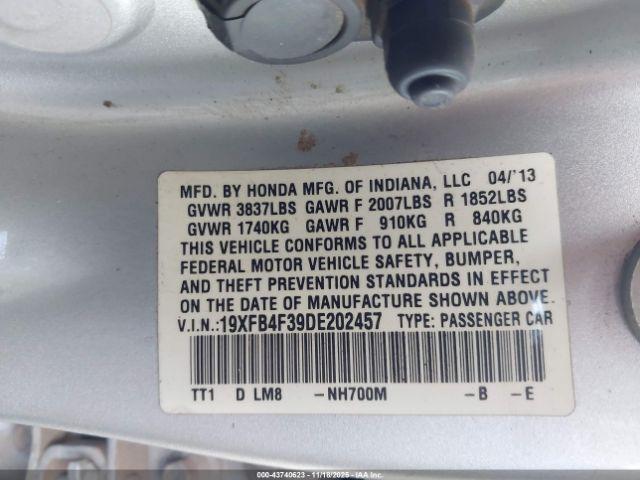 MFD. BY HONDA MFG. OF INDIANA, LLC 04/'13
GVWR 3837LBS GAWR F 2007LBS R 1852LBS
GVWR 1740KG GAWR F 910KG R 840KG
THIS VEHICLE CONFORMS TO ALL APPLICABLE
FEDERAL MOTOR VEHICLE SAFETY, BUMPER,
AND THEFT PREVENTION STANDARDS IN EFFECT
ON THE DATE OF MANUFACTURE SHOWN ABOVE.
V.I.N.:19XFB4F39DE202457 TYPE: PASSENGER CAR
TT1 D LM8 -NH700M -B -E
© -- 43740623 - 11/18/2025 - IAA Inc.